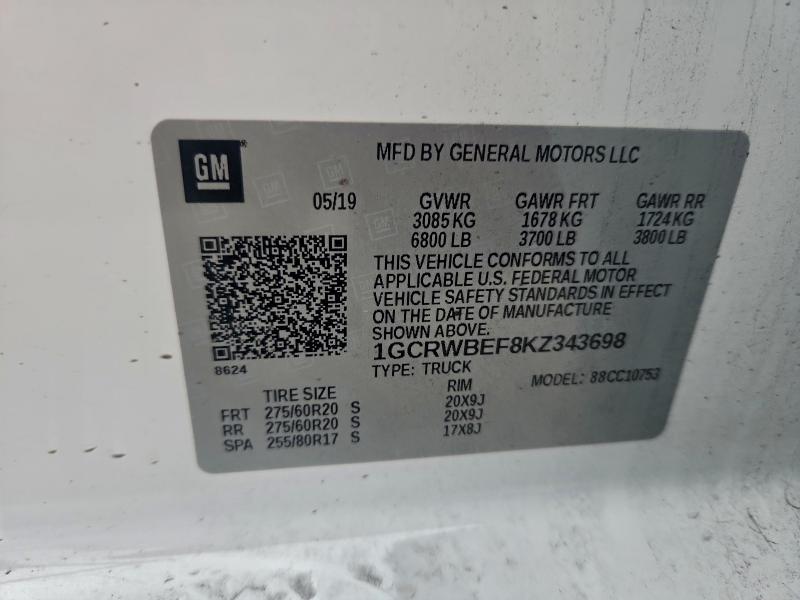 GM
MFD BY GENERAL MOTORS LLC
05/19 GVWR GAWR FRT GAWR RR
3085 KG 1678 KG 1724 KG
6800 LB 3700 LB 3800 LB
THIS VEHICLE CONFORMS TO ALL
APPLICABLE U.S. FEDERAL MOTOR
VEHICLE SAFETY STANDARDS IN EFFECT
ON THE DATE OF MANUFACTURE
SHOWN ABOVE.
1GCRWBEF8KZ343698
8624
TYPE: TRUCK MODEL: 88CC10753
TIRE SIZE RIM
FRT 275/60R20 S 20X9J
RR 275/60R20 S 20X9J
SPA 255/80R17 S 17X8J